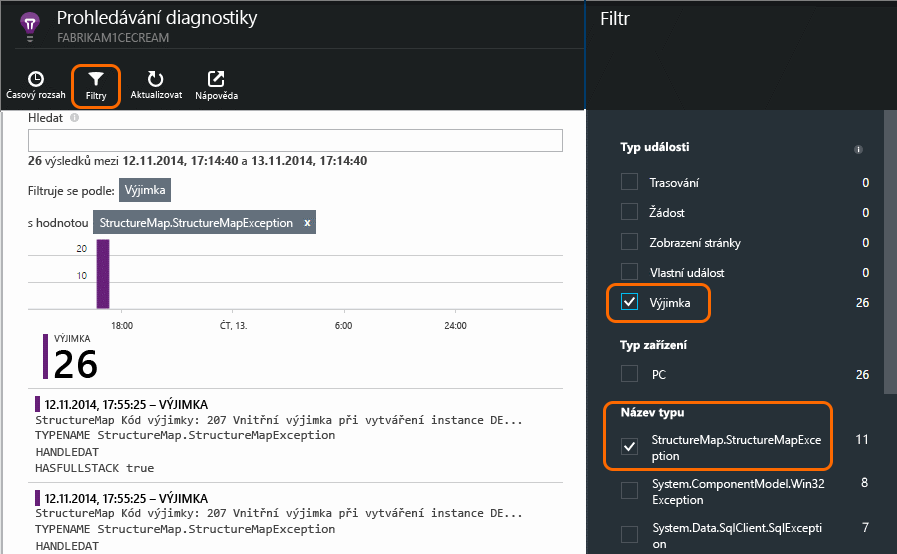 Prohledávání diagnostiky
FABRIKAM1CECREAM
Časový rozsah
Filtry
Aktualizovat
Nápověda
Hledat
26 výsledků mezi 12.11.2014, 17:14:40 a 13.11.2014, 17:14:40
Filtruje se podle: Výjimka
s hodnotou StructureMap.StructureMapException x
20
10
18:00 ČT, 13. 6:00 24:00
VÝJIMKA
26
12.11.2014, 17:55:25 – VÝJIMKA
StructureMap Kód výjimky: 207 Vnitřní výjimka při vytváření instance DE...
TYPENAME StructureMap.StructureMapException
HANDLEDAT
HASFULLSTACK true
12.11.2014, 17:55:25 – VÝJIMKA
StructureMap Kód výjimky: 207 Vnitřní výjimka při vytváření instance DE...
TYPENAME StructureMap.StructureMapException
HANDLEDAT
Filtr
Typ události
Trasování 0
Žádost 0
Zobrazení stránky 0
Vlastní událost 0
Výjimka 26
Typ zařízení
PC 26
Název typu
StructureMap.StructureMapExce 11
ption
System.ComponentModel.Win32 8
Exception
System.Data.SqlClient.SqlExcepti 7
on